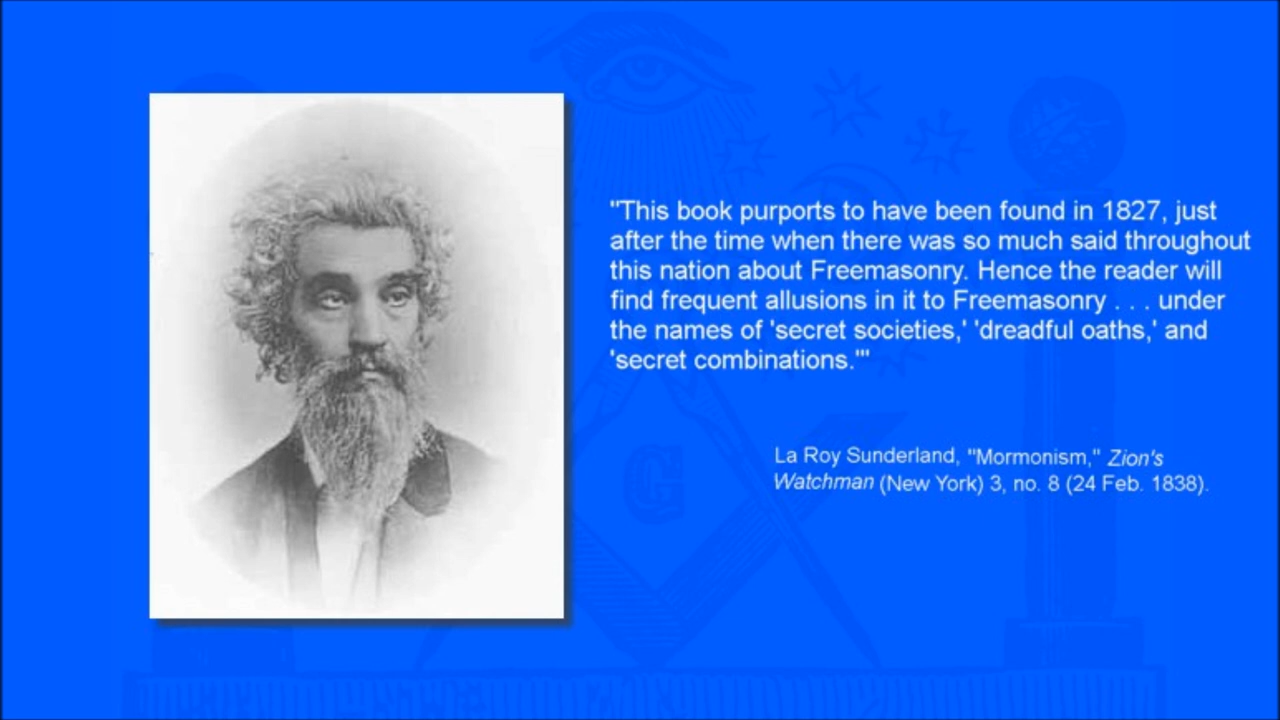 "This book purports to have been found in 1827, just
after the time when there was so much said throughout
this nation about Freemasonry. Hence the reader will
find frequent allusions in it to Freemasonry . . . under
the names of 'secret societies,' 'dreadful oaths,' and
'secret combinations.'"
La Roy Sunderland, "Mormonism," Zion's
Watchman (New York) 3, no. 8 (24 Feb. 1838).
G